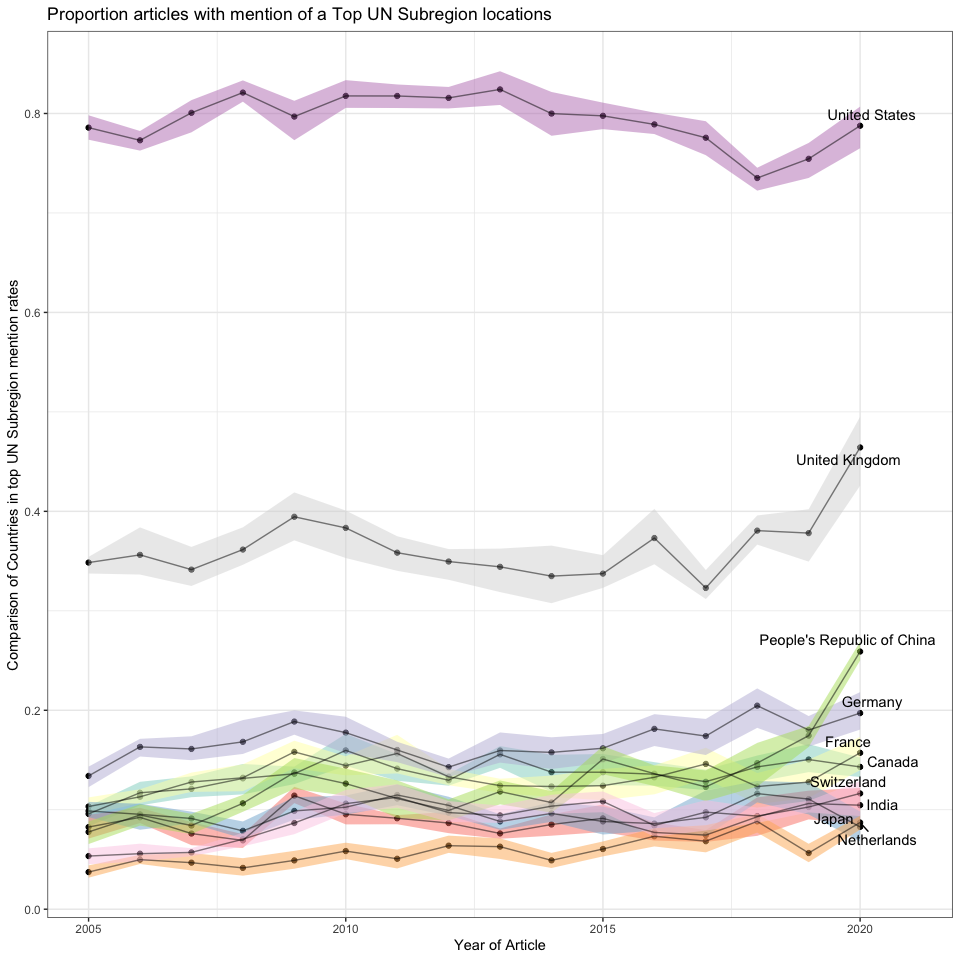 Proportion articles with mention of a Top UN Subregion locations
Comparison of Countries in top UN Subregion mention rates
0.8
0.6
0.4
0.2
0.0
United States
United Kingdom
People's Republic of China
Germany
France
Canada
Switzerland
India
Japan
Netherlands
2005
2010
2015
2020
Year of Article